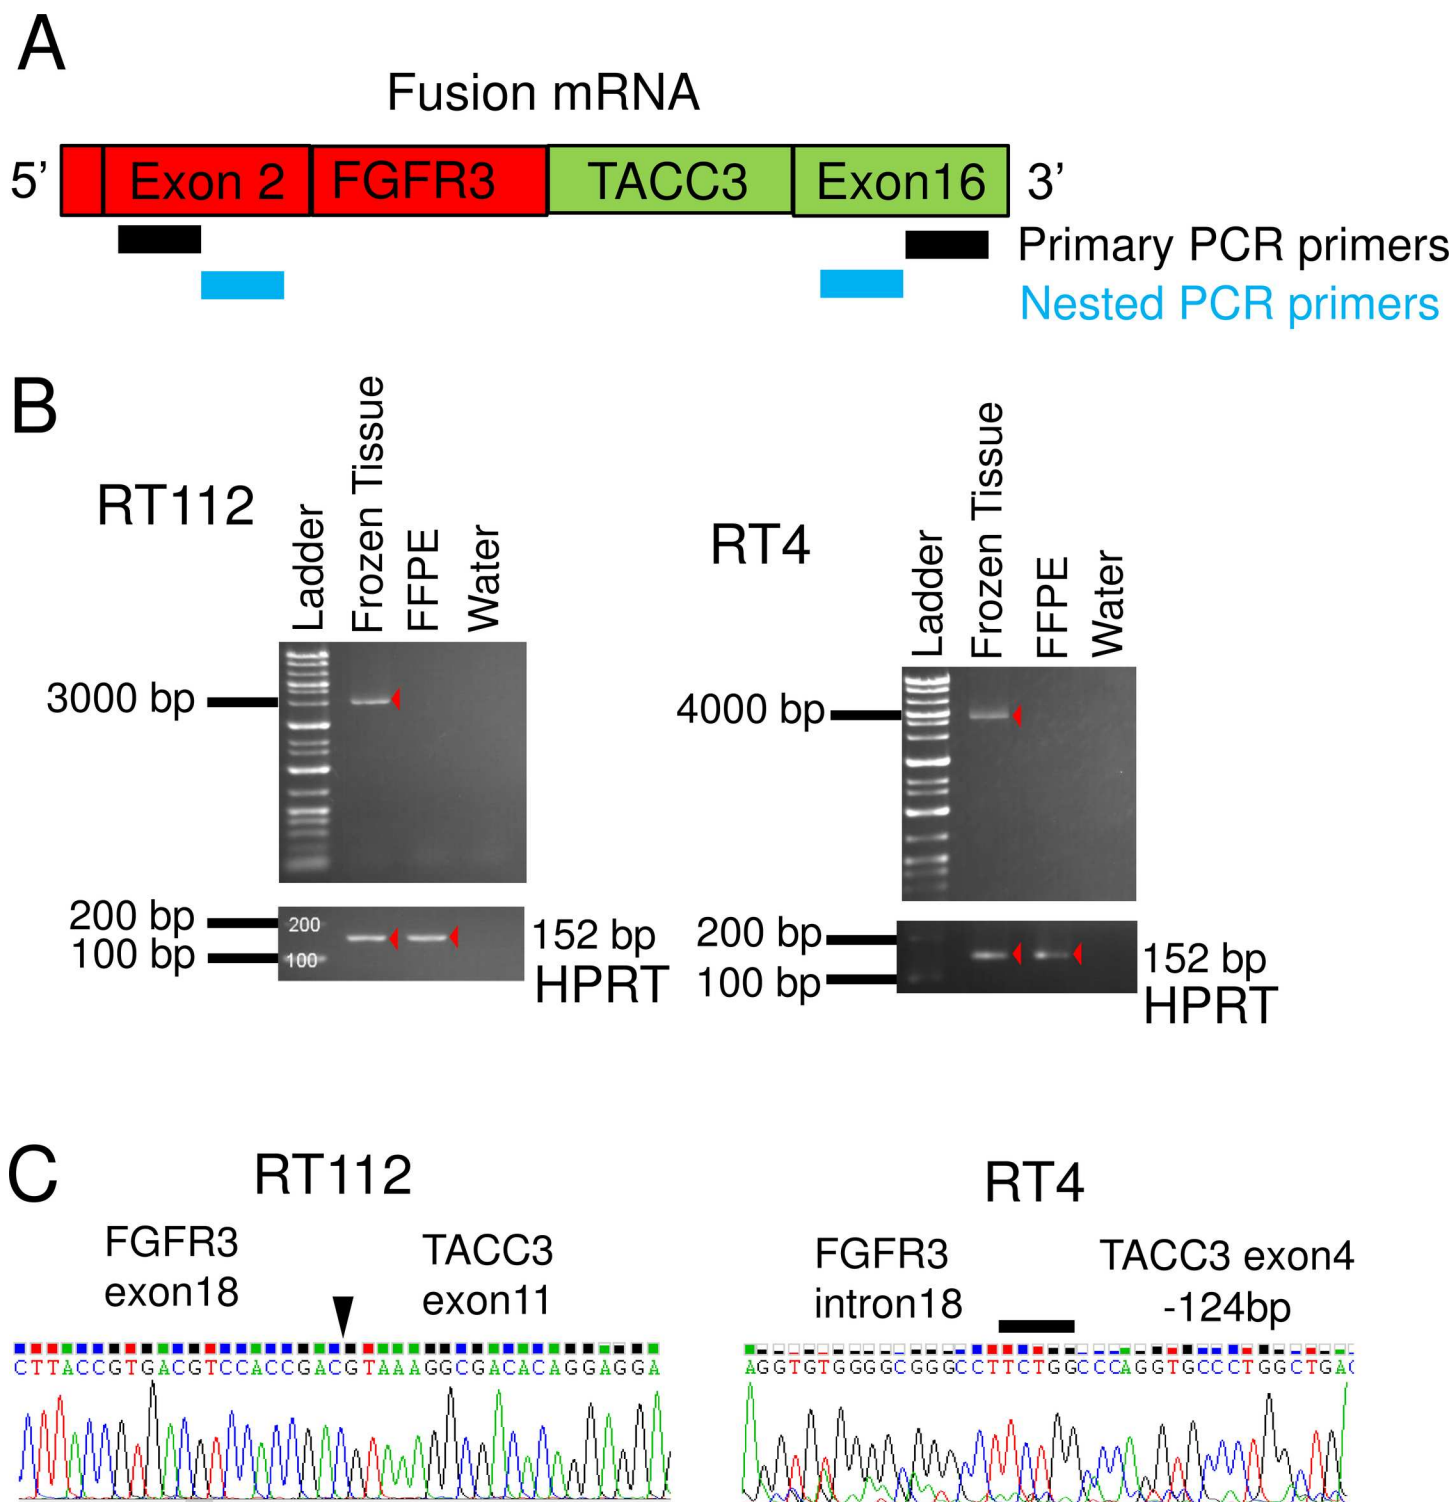 A
Fusion mRNA
5’ Exon 2 FGFR3 TACC3 Exon16 3’
Primary PCR primers
Nested PCR primers
B
RT112
Ladder
Frozen Tissue
FFPE
Water
3000 bp
200 bp
100 bp
200
100
152 bp
HPRT
RT4
Ladder
Frozen Tissue
FFPE
Water
4000 bp
200 bp
100 bp
152 bp
HPRT
C
RT112
FGFR3
exon18
TACC3
exon11
CTTACCGTGACGTCCACCGACGTAAAGGCGACACAGGAGGA
RT4
FGFR3
intron18
TACC3 exon4
-124bp
AGGTGTGGGGCGGGCCTTCTGGCCCAGGTGCCCTGGCTGAC